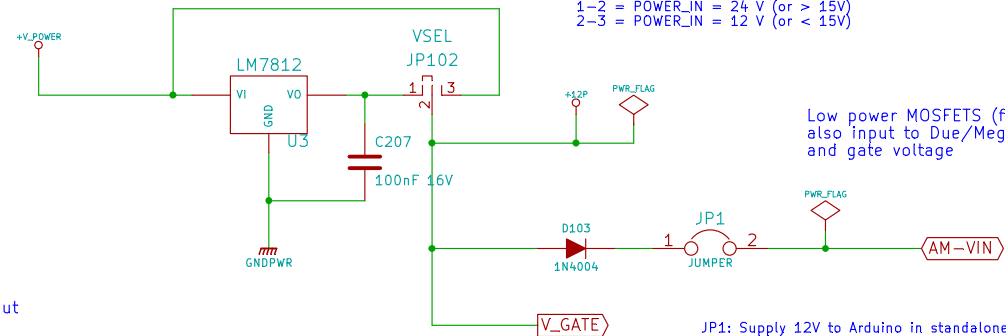 1-2 = POWER_IN = 24 V (or > 15V)
2-3 = POWER_IN = 12 V (or < 15V)
+V_POWER
VSEL
JP102
LM7812
VI
VO
GND
U3
1
3
2
+12P
PWR_FLAG
Low power MOSFETS (f
also input to Due/Meg
and gate voltage
C207
100nF 16V
PWR_FLAG
GNDPWR
D103
1N4004
JP1
1
2
JUMPER
AM-VIN
ut
V_GATE
JP1: Supply 12V to Arduino in standalone